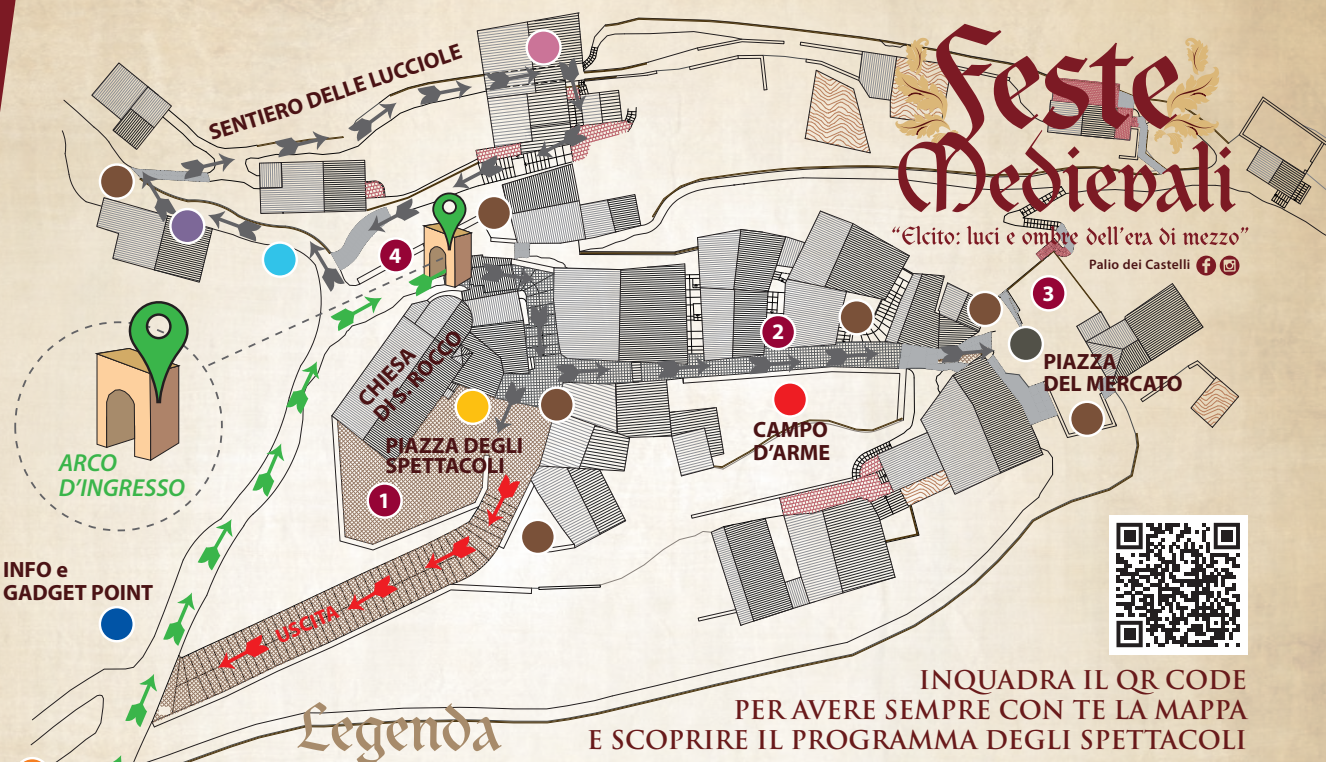 SENTIERO DELLE LUCCIOLE
Feste
Medievali
“Elcito: luci e ombre dell'era di mezzo”
Palio dei Castelli
4
3
2
CHIESA
DI S. ROCCO
PIAZZA
DEL MERCATO
CAMPO
D'ARME
PIAZZA DEGLI
SPETTACOLI
1
ARCO
D'INGRESSO
INFO e
GADGET POINT
USCITA
INQUADRA IL QR CODE
PER AVERE SEMPRE CON TE LA MAPPA
E SCOPRIRE IL PROGRAMMA DEGLI SPETTACOLI
Legenda